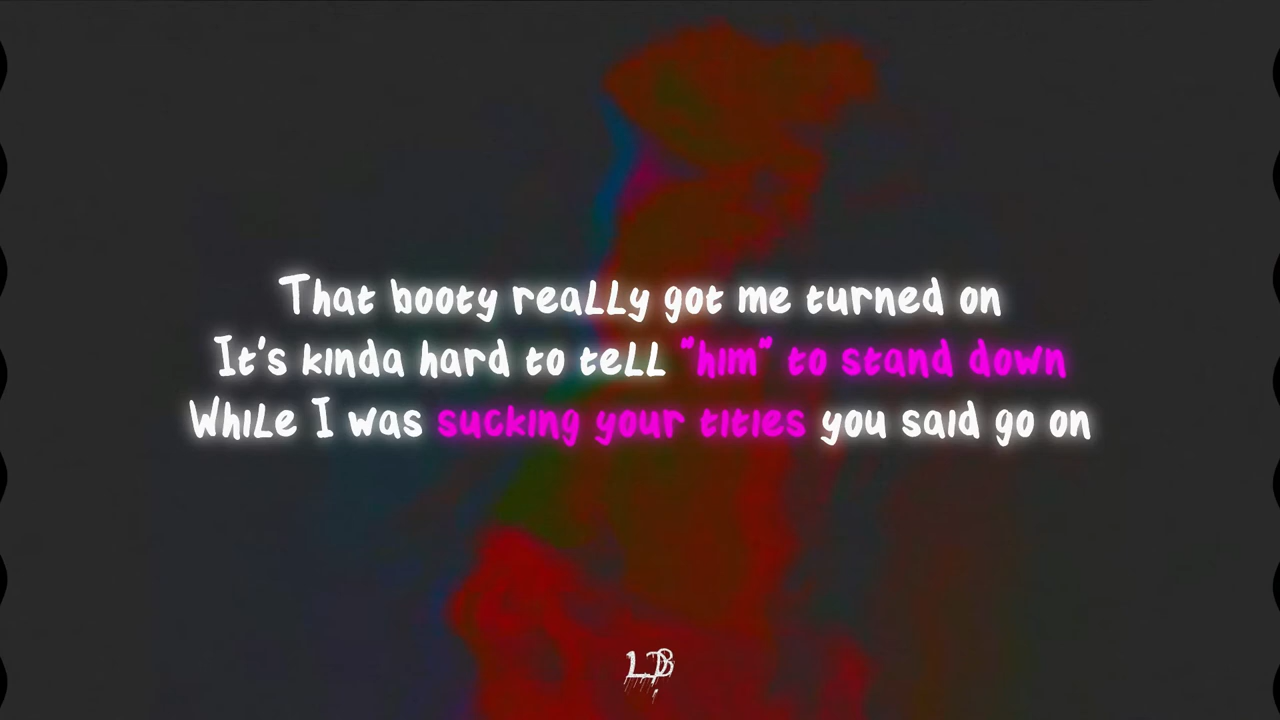 That booty really got me turned on
It's kinda hard to tell "him" to stand down
While I was sucking your tities you said go on
LDB